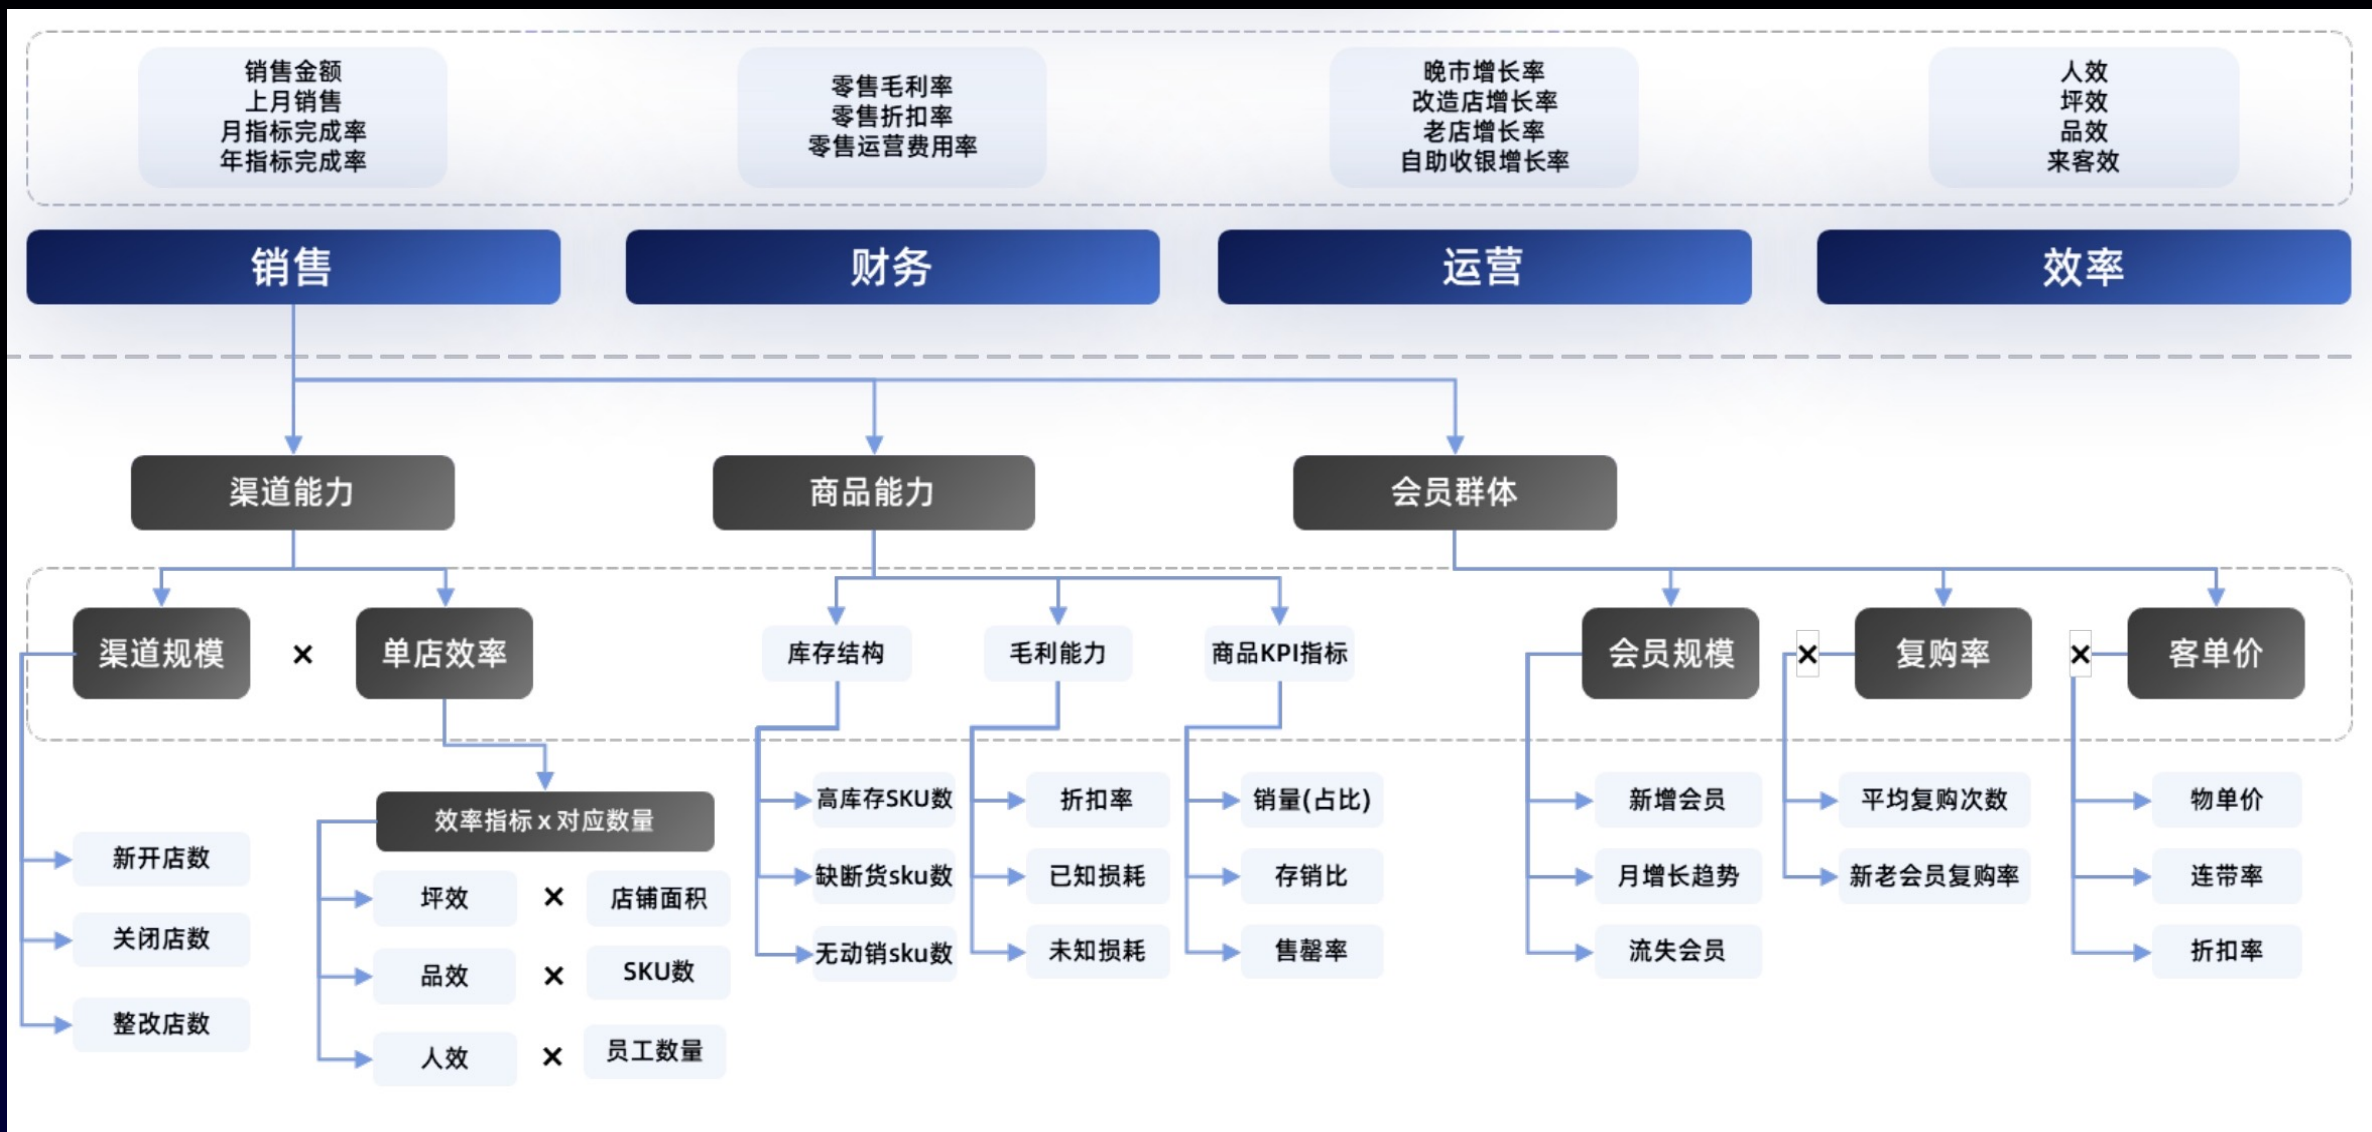 销售金额
上月销售
月指标完成率
年指标完成率
零售毛利率
零售折扣率
零售运营费用率
晚市增长率
改造店增长率
老店增长率
自助收银增长率
人效
坪效
品效
来客效
销售
财务
运营
效率
渠道能力
商品能力
会员群体
渠道规模
×
单店效率
库存结构
毛利能力
商品KPI指标
会员规模
×
复购率
×
客单价
新开店数
关闭店数
整改店数
效率指标 x 对应数量
坪效 × 店铺面积
品效 × SKU数
人效 × 员工数量
高库存SKU数
缺断货sku数
无动销sku数
折扣率
已知损耗
未知损耗
销量(占比)
存销比
售罄率
新增会员
月增长趋势
流失会员
平均复购次数
新老会员复购率
物单价
连带率
折扣率